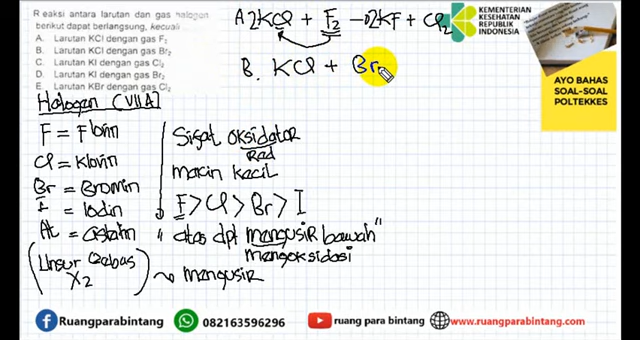 Reaksi antara larutan dan gas halogen
berikut dapat berlangsung, kecuali
A. Larutan KCl dengan gas F₂
B. Larutan KCl dengan gas Br₂
C. Larutan KI dengan gas Cl₂
D. Larutan KI dengan gas Br₂
E. Larutan KBr dengan gas Cl₂
A 2KCl + F₂ → 2KF + Cl₂
B. KCl + Br₂
KEMENTERIAN
KESEHATAN
REPUBLIK
INDONESIA
AYO BAHAS
SOAL-SOAL
POLTEKKES
Halogen (VIIA)
F = Florin
Cl = Klorin
Br = Bromin
I = Iodin
At = astatin
(Unsur Bebas
X₂)
Sifat oksidator
Rad
makin kecil
F > Cl > Br > I
"atas dpt mengusir bawah"
mengoksidasi
mengusir
Ruangparabintang
082163596296
ruang para bintang
www.ruangparabintang.com